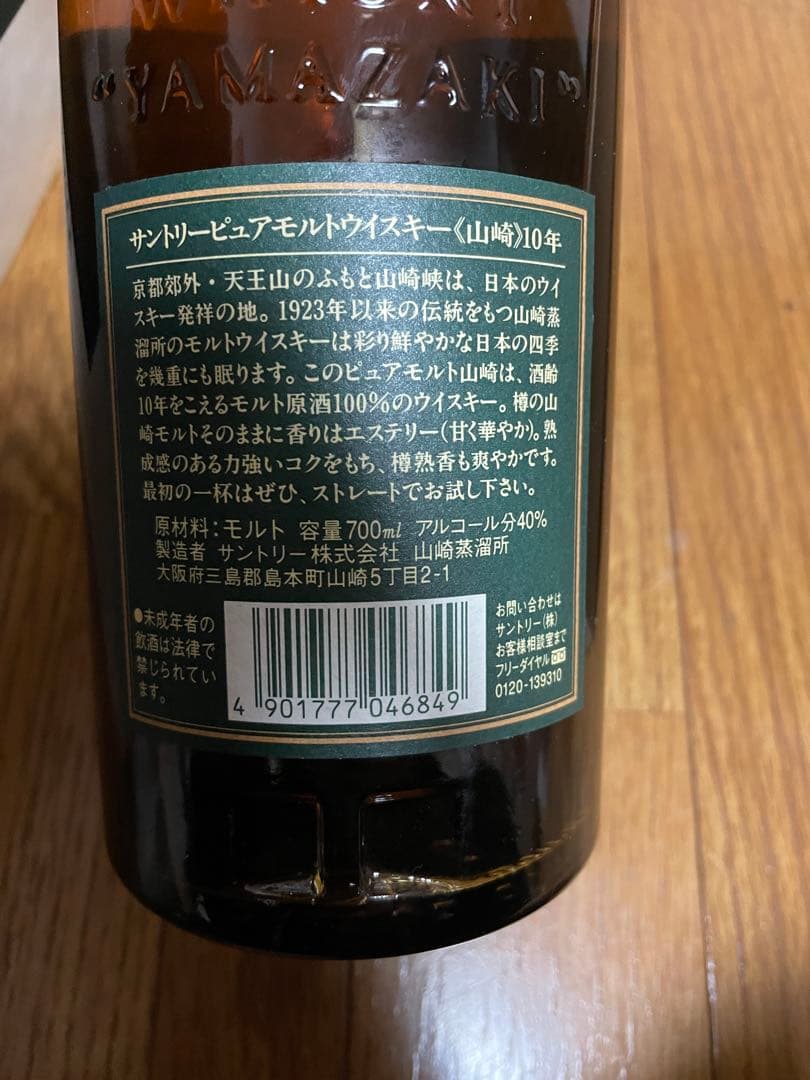 WHISKY
"YAMAZAKI"
サントリーピュアモルトウイスキー《山崎》10年
京都郊外・天王山のふもと山崎峡は、日本のウイ
スキー発祥の地。1923年以来の伝統をもつ山崎蒸
溜所のモルトウイスキーは彩り鮮やかな日本の四季
を幾重にも眠ります。このピュアモルト山崎は、酒齢
10年をこえるモルト原酒100%のウイスキー。樽の山
崎モルトそのままに香りはエステリー(甘く華やか)。熟
成感のある力強いコクをもち、樽熟香も爽やかです。
最初の一杯はぜひ、ストレートでお試し下さい。
原材料:モルト 容量700ml アルコール分40%
製造者 サントリー株式会社 山崎蒸溜所
大阪府三島郡島本町山崎5丁目2-1
●未成年者の
飲酒は法律で
禁じられてい
ます。
4 901777 046849
お問い合わせは
サントリー(株)
お客様相談室まで
フリーダイヤル
0120-139310